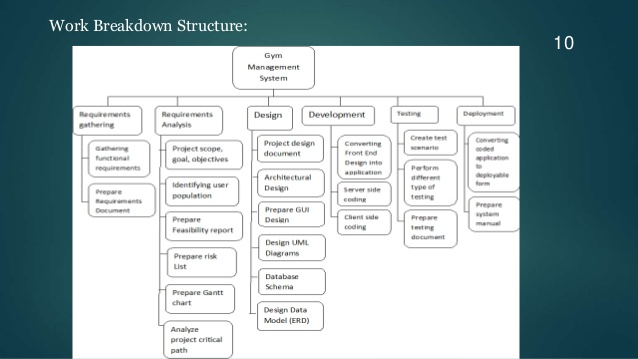 Work Breakdown Structure:
10
Gym
Management
System
Requirements
gathering
Gathering
functional
requirements
Prepare
Requirements
Document
Requirements
Analysis
Project scope,
goal, objectives
Identifying user
population
Prepare
Feasibility report
Prepare risk
List
Prepare Gantt
chart
Analyze
project critical
path
Design
Project design
document
Architectural
Design
Prepare GUI
Design
Design UML
Diagrams
Database
Schema
Design Data
Model (ERD)
Development
Converting
Front End
Design into
application
Server side
coding
Client side
coding
Testing
Create test
scenario
Perform
different
type of
testing
Prepare
testing
document
Deployment
Converting
coded
application
to
deployable
form
Prepare
system
manual